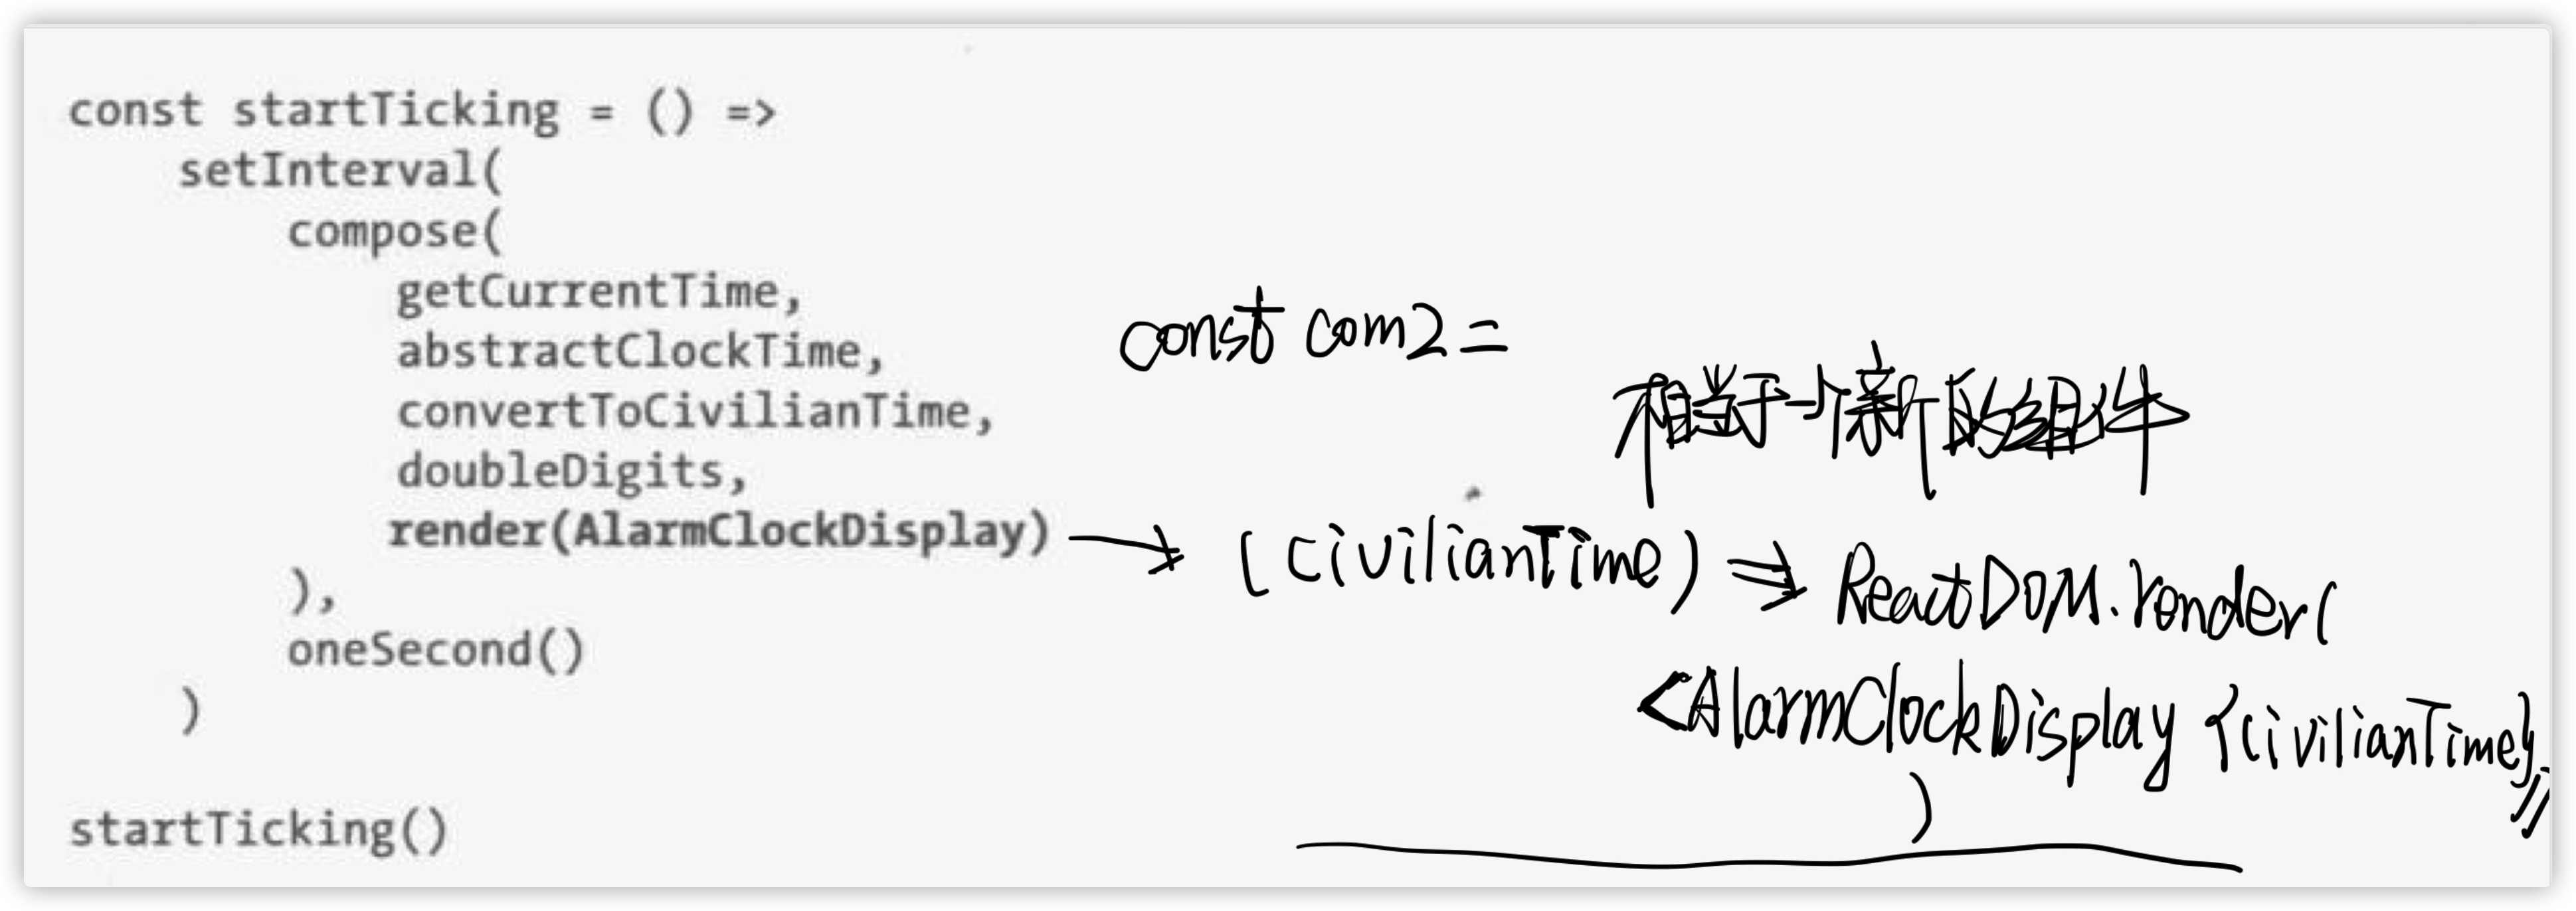 const startTicking = () =>
setInterval(
compose(
getCurrentTime,
abstractClockTime,
convertToCivilianTime,
doubleDigits,
render(AlarmClockDisplay)
),
oneSecond()
)
startTicking()
const com2 =
相当于一个新的组件
→ (civilianTime) => ReactDOM.render(
<AlarmClockDisplay {civilianTime} />
)